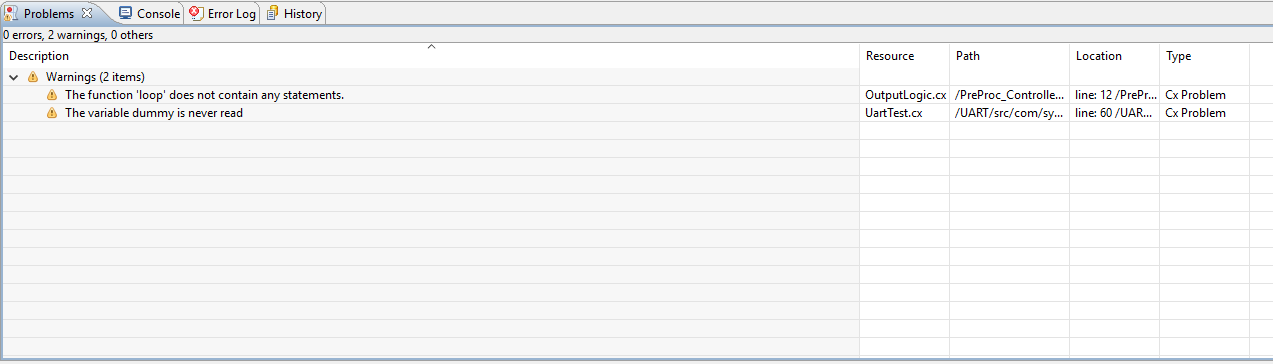 Problems Console Error Log History
0 errors, 2 warnings, 0 others
Description Resource Path Location Type
Warnings (2 items)
The function 'loop' does not contain any statements. OutputLogic.cx /PreProc_Controlle... line: 12 /PrePr... Cx Problem
The variable dummy is never read UartTest.cx /UART/src/com/sy... line: 60 /UAR... Cx Problem